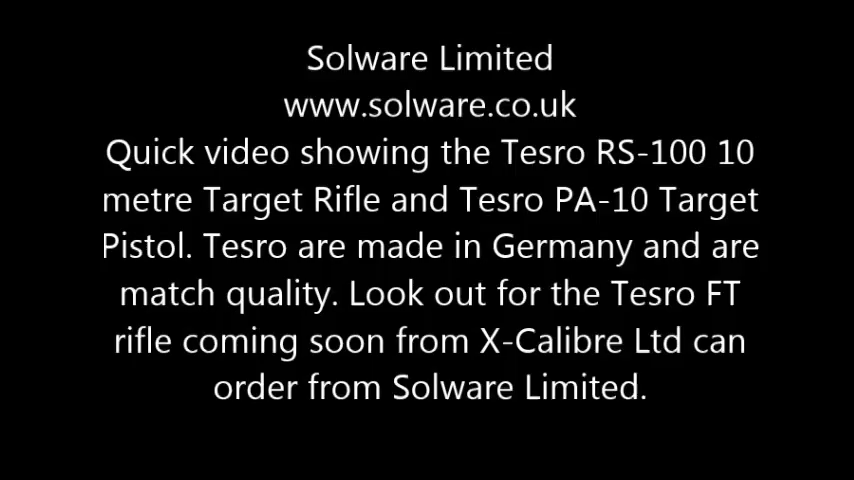 Solware Limited
www.solware.co.uk
Quick video showing the Tesro RS-100 10
metre Target Rifle and Tesro PA-10 Target
Pistol. Tesro are made in Germany and are
match quality. Look out for the Tesro FT
rifle coming soon from X-Calibre Ltd can
order from Solware Limited.